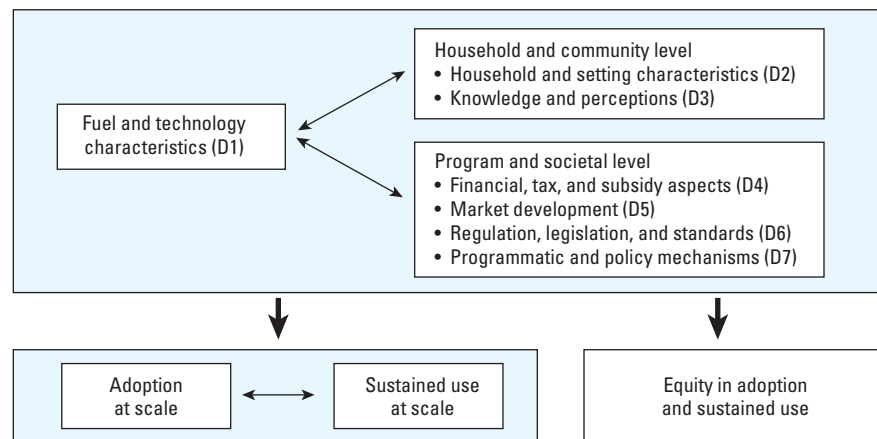 Household and community level
• Household and setting characteristics (D2)
• Knowledge and perceptions (D3)
Fuel and technology
characteristics (D1)
Program and societal level
• Financial, tax, and subsidy aspects (D4)
• Market development (D5)
• Regulation, legislation, and standards (D6)
• Programmatic and policy mechanisms (D7)
Adoption
at scale
Sustained use
at scale
Equity in adoption
and sustained use